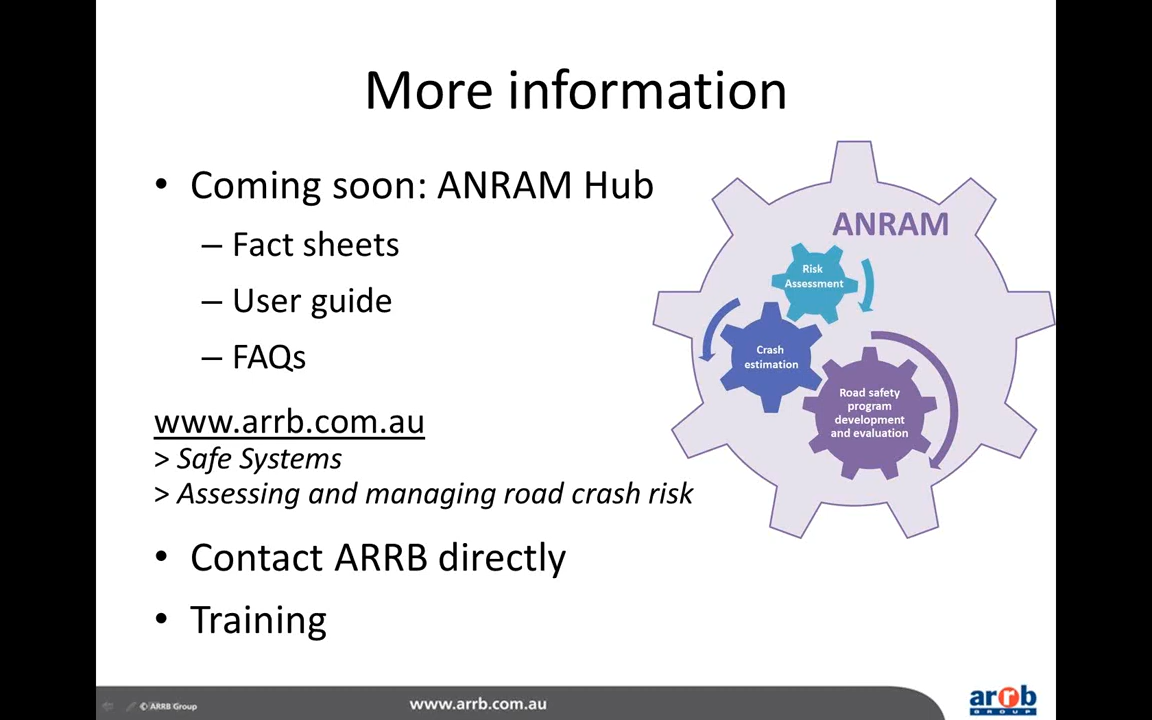 More information
• Coming soon: ANRAM Hub
– Fact sheets
– User guide
– FAQs
www.arrb.com.au
> Safe Systems
> Assessing and managing road crash risk
• Contact ARRB directly
• Training
ANRAM
Risk
Assessment
Crash
estimation
Road safety
program
development
and evaluation
© ARRB Group
www.arrb.com.au
arrb
GROUP